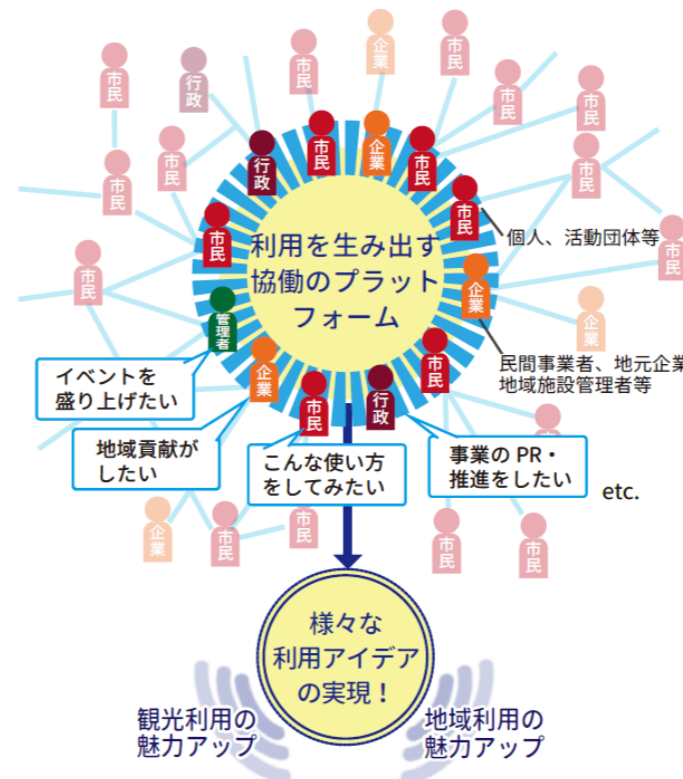 市民
行政
市民
企業
市民
市民
市民
市民
市民
市民
市民
市民
企業
市民
市民
企業
市民
市民
市民
市民
行政
市民
企業
市民
市民
企業
市民
行政
市民
企業
管理者
市民
利用を生み出す
協働のプラット
フォーム
個人、活動団体等
民間事業者、地元企業
地域施設管理者等
イベントを
盛り上げたい
地域貢献が
したい
こんな使い方
をしてみたい
事業の PR・
推進をしたい
etc.
様々な
利用アイデア
の実現!
観光利用の
魅力アップ
地域利用の
魅力アップ